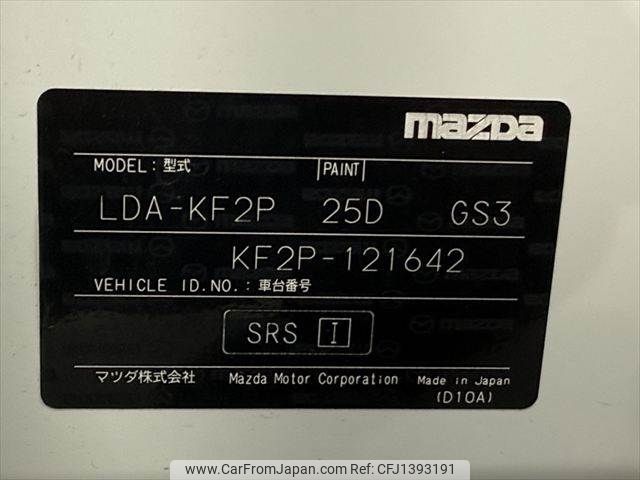 mazda
MODEL:型式 PAINT
LDA-KF2P 25D GS3
KF2P-121642
VEHICLE ID.NO.:車台番号
SRS I
マツダ株式会社 Mazda Motor Corporation Made in Japan
(D10A)
www.CarFromJapan.com CFJ1393191